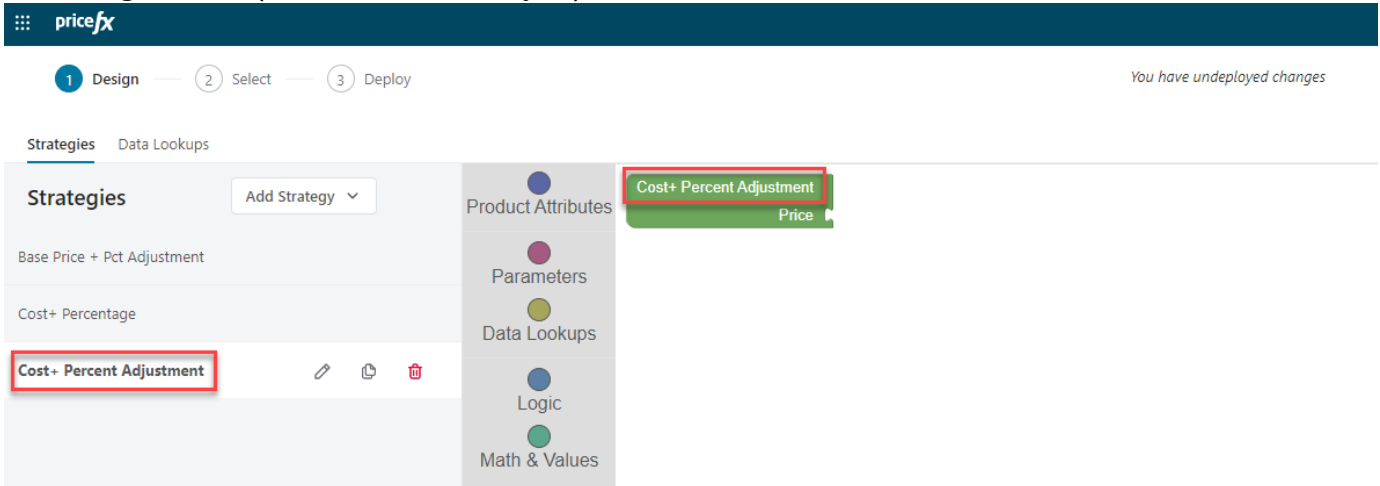 pricefx
1 Design 2 Select 3 Deploy
You have undeployed changes
Strategies Data Lookups
Strategies
Add Strategy
Base Price + Pct Adjustment
Cost+ Percentage
Cost+ Percent Adjustment
Product Attributes
Parameters
Data Lookups
Logic
Math & Values
Cost+ Percent Adjustment
Price